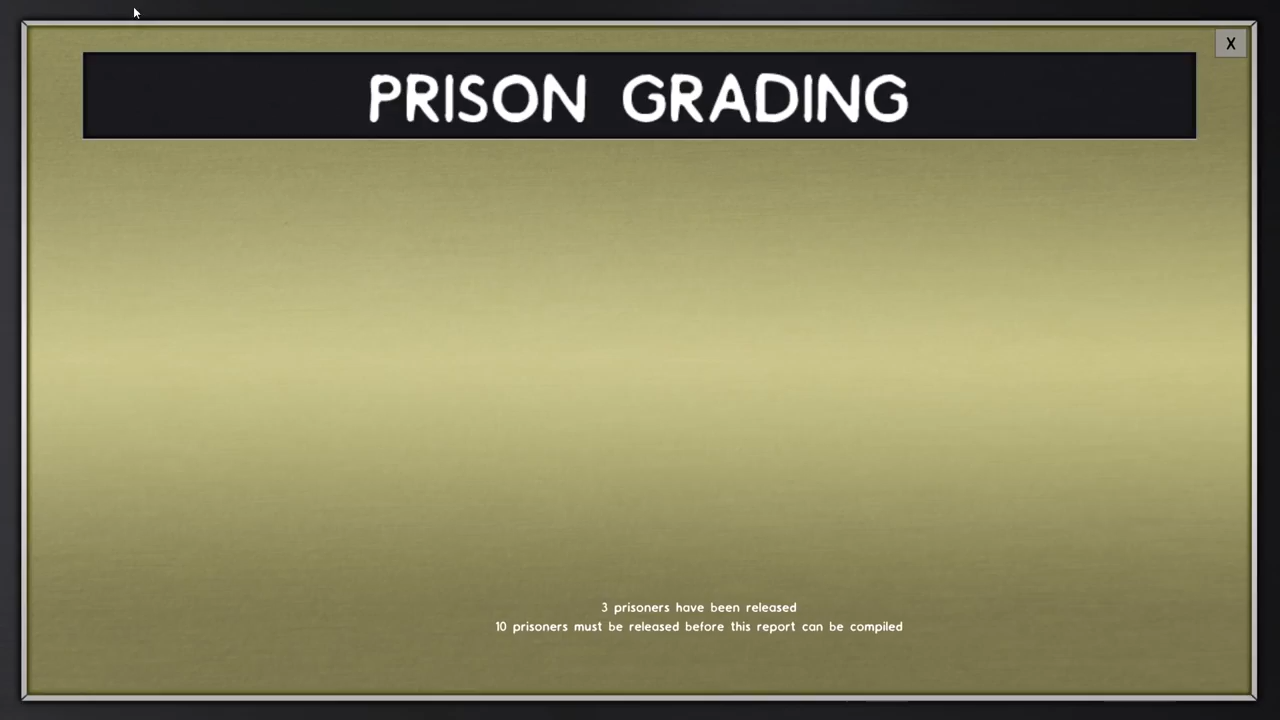 X
PRISON GRADING
3 prisoners have been released
10 prisoners must be released before this report can be compiled